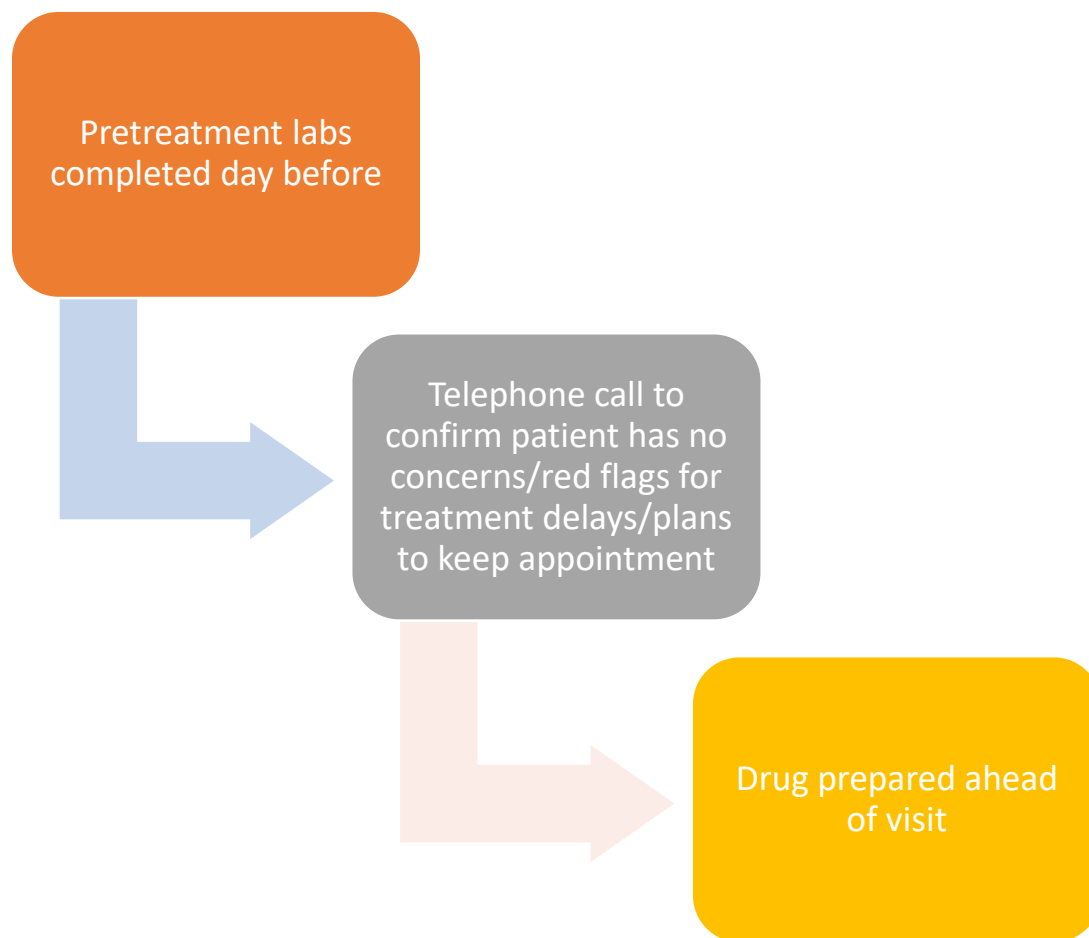 Pretreatment labs
completed day before
Telephone call to
confirm patient has no
concerns/red flags for
treatment delays/plans
to keep appointment
Drug prepared ahead
of visit